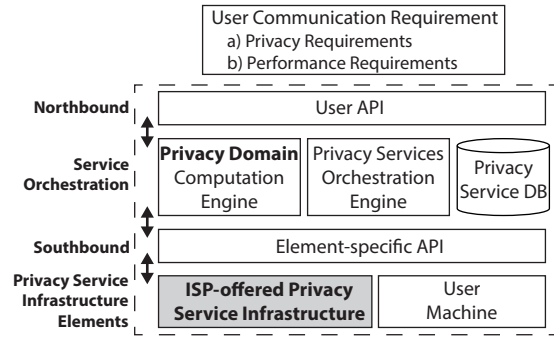 User Communication Requirement
a) Privacy Requirements
b) Performance Requirements
Northbound
User API
Service
Orchestration
Privacy Domain
Computation
Engine
Privacy Services
Orchestration
Engine
Privacy
Service DB
Southbound
Element-specific API
Privacy Service
Infrastructure
Elements
ISP-offered Privacy
Service Infrastructure
User
Machine